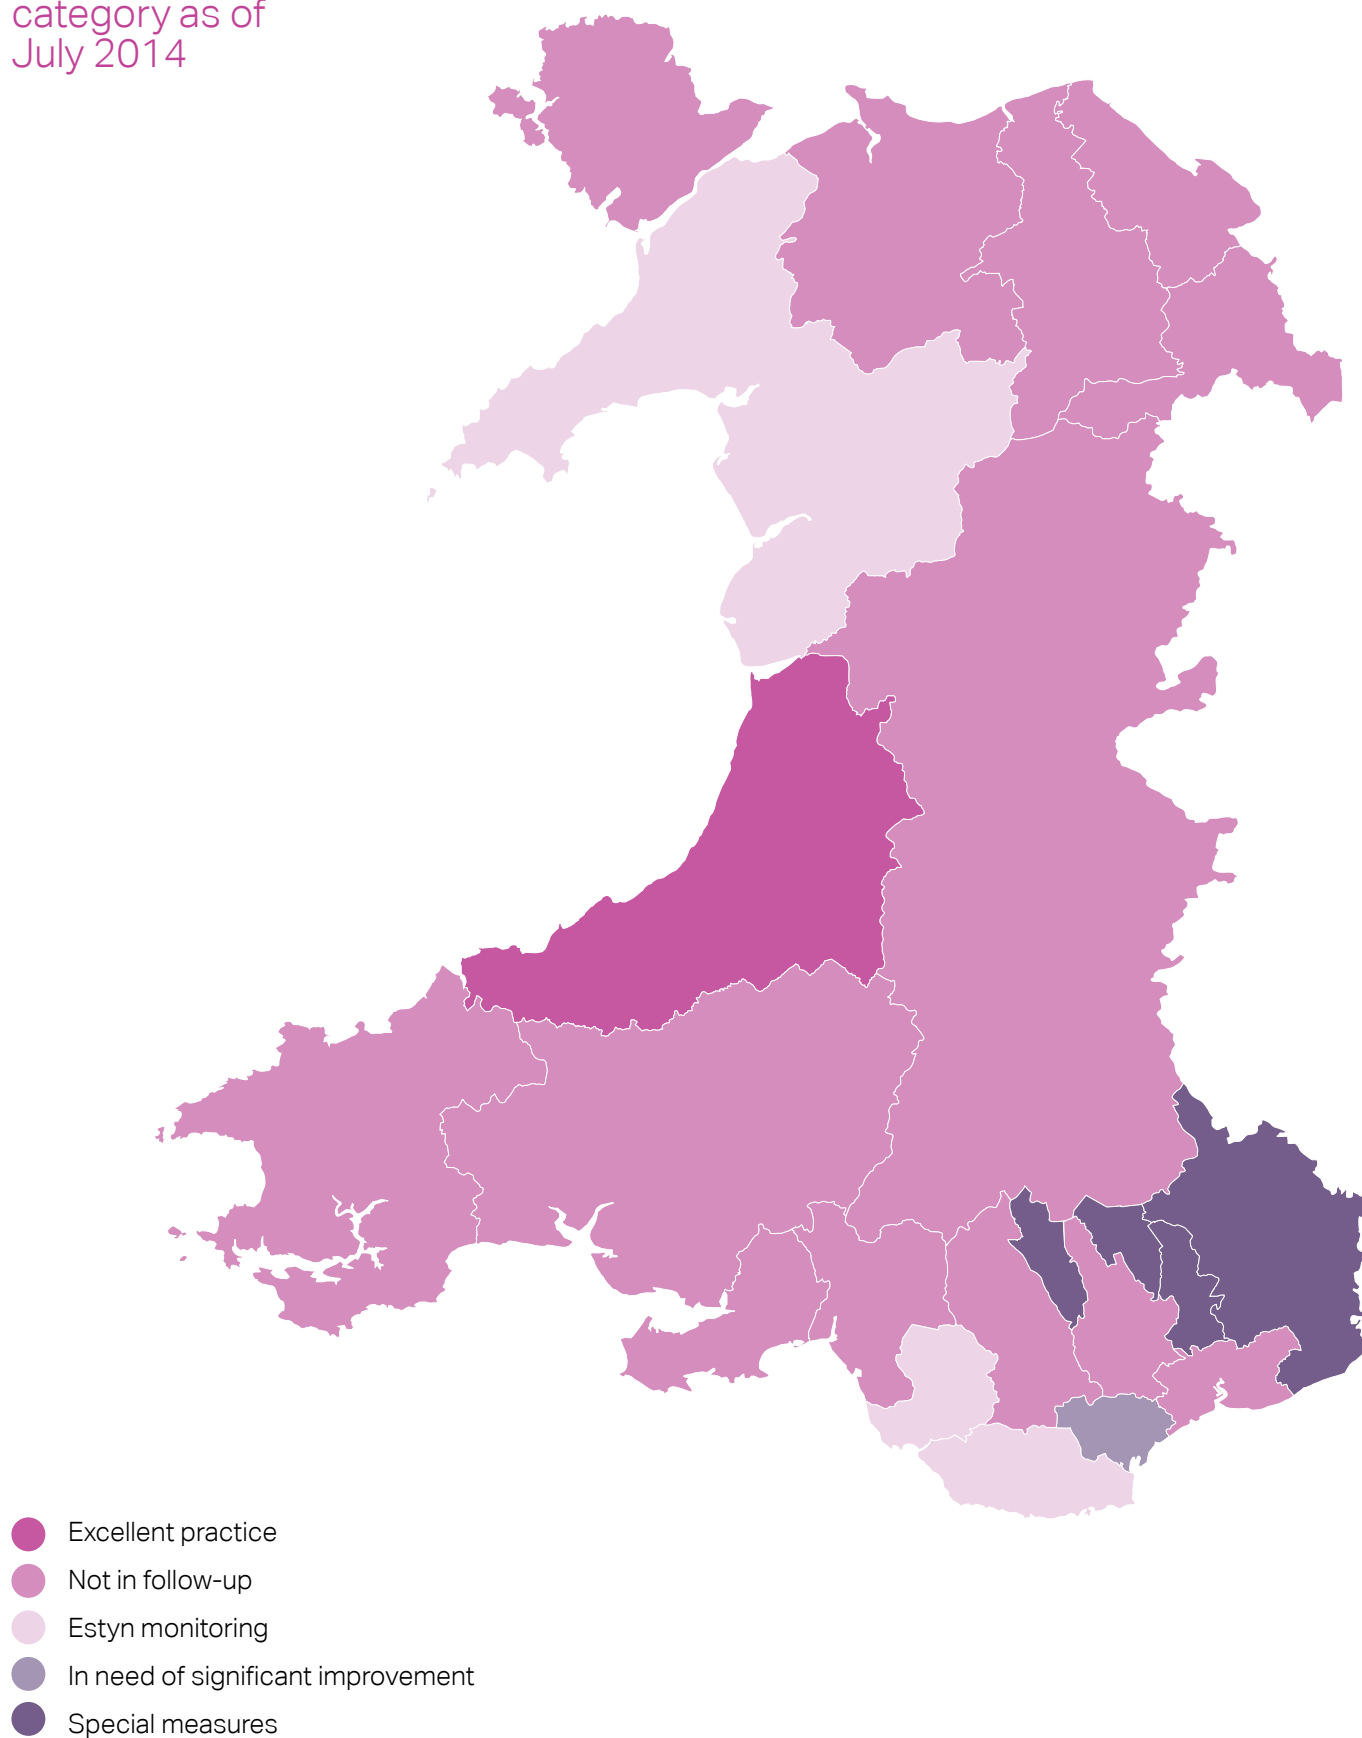 category as of
July 2014
Excellent practice
Not in follow-up
Estyn monitoring
In need of significant improvement
Special measures